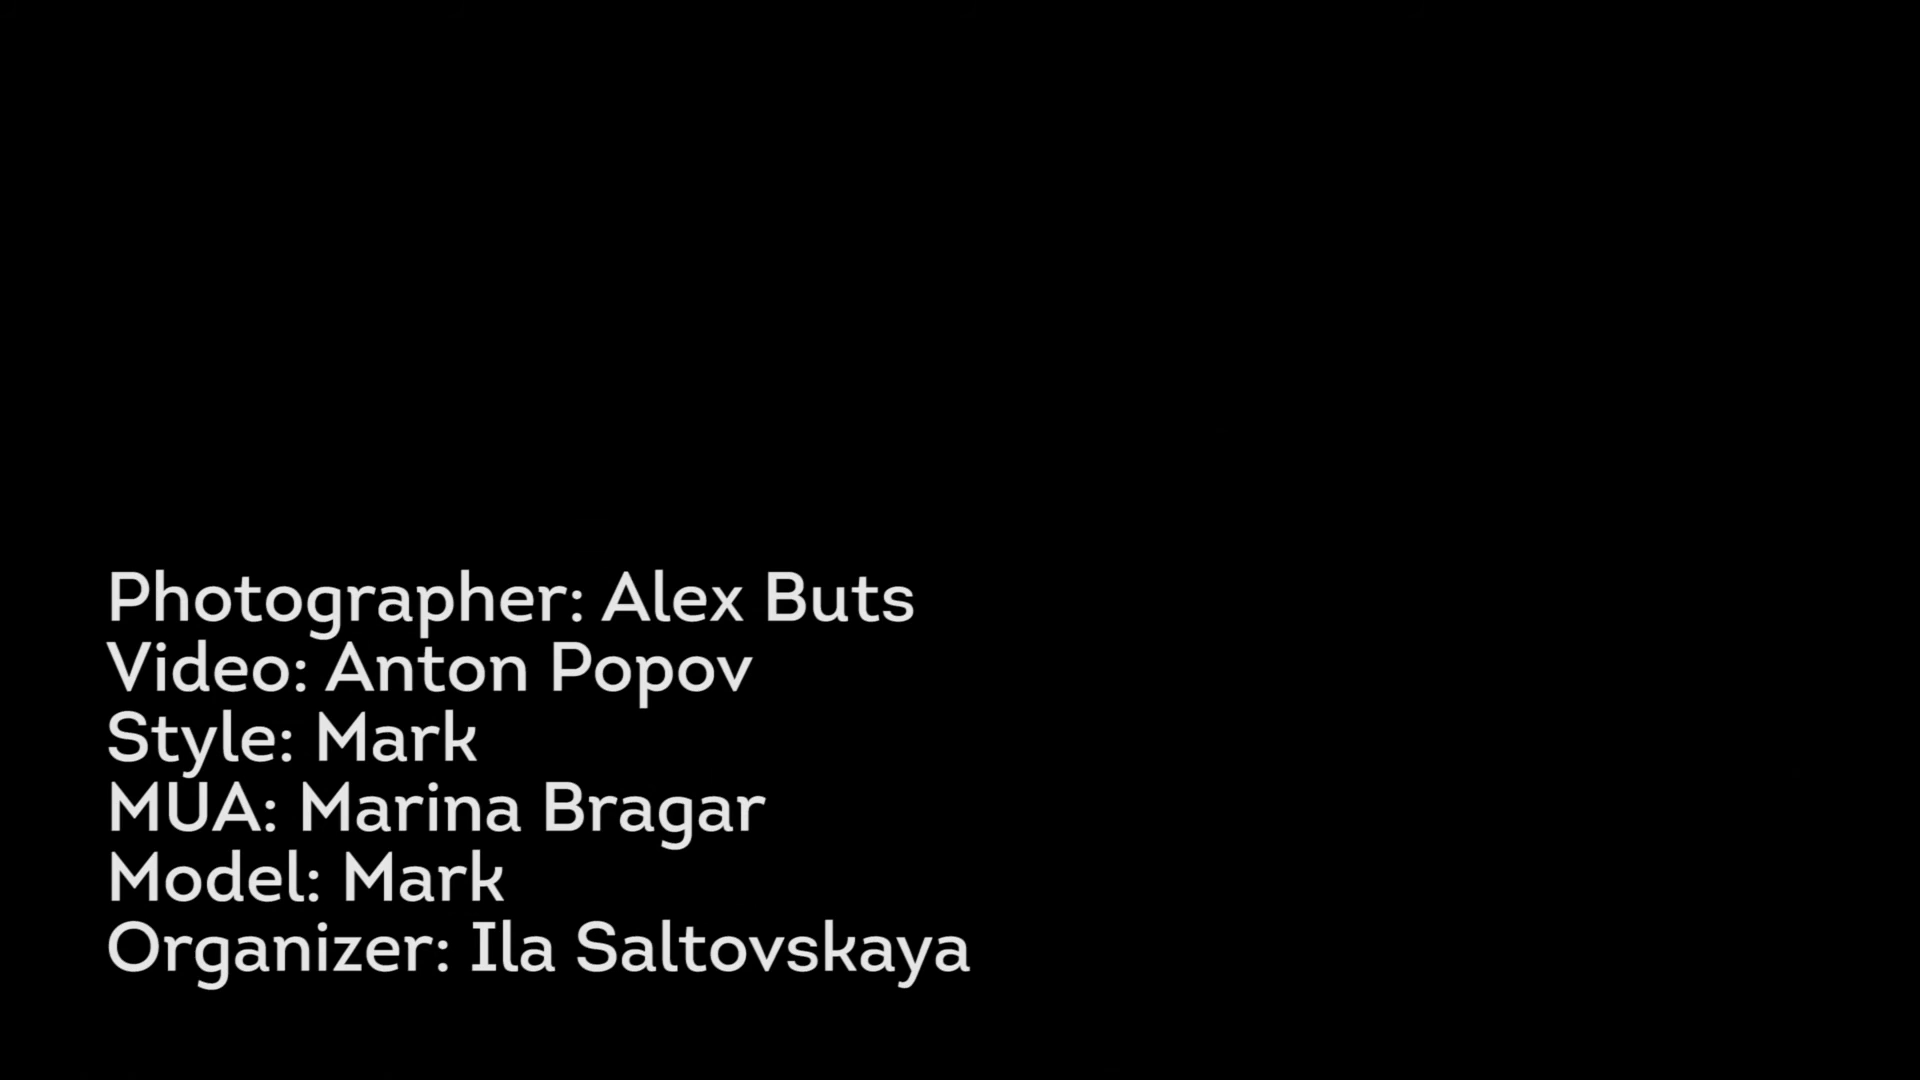 Photographer: Alex Buts
Video: Anton Popov
Style: Mark
MUA: Marina Bragar
Model: Mark
Organizer: Ila Saltovskaya